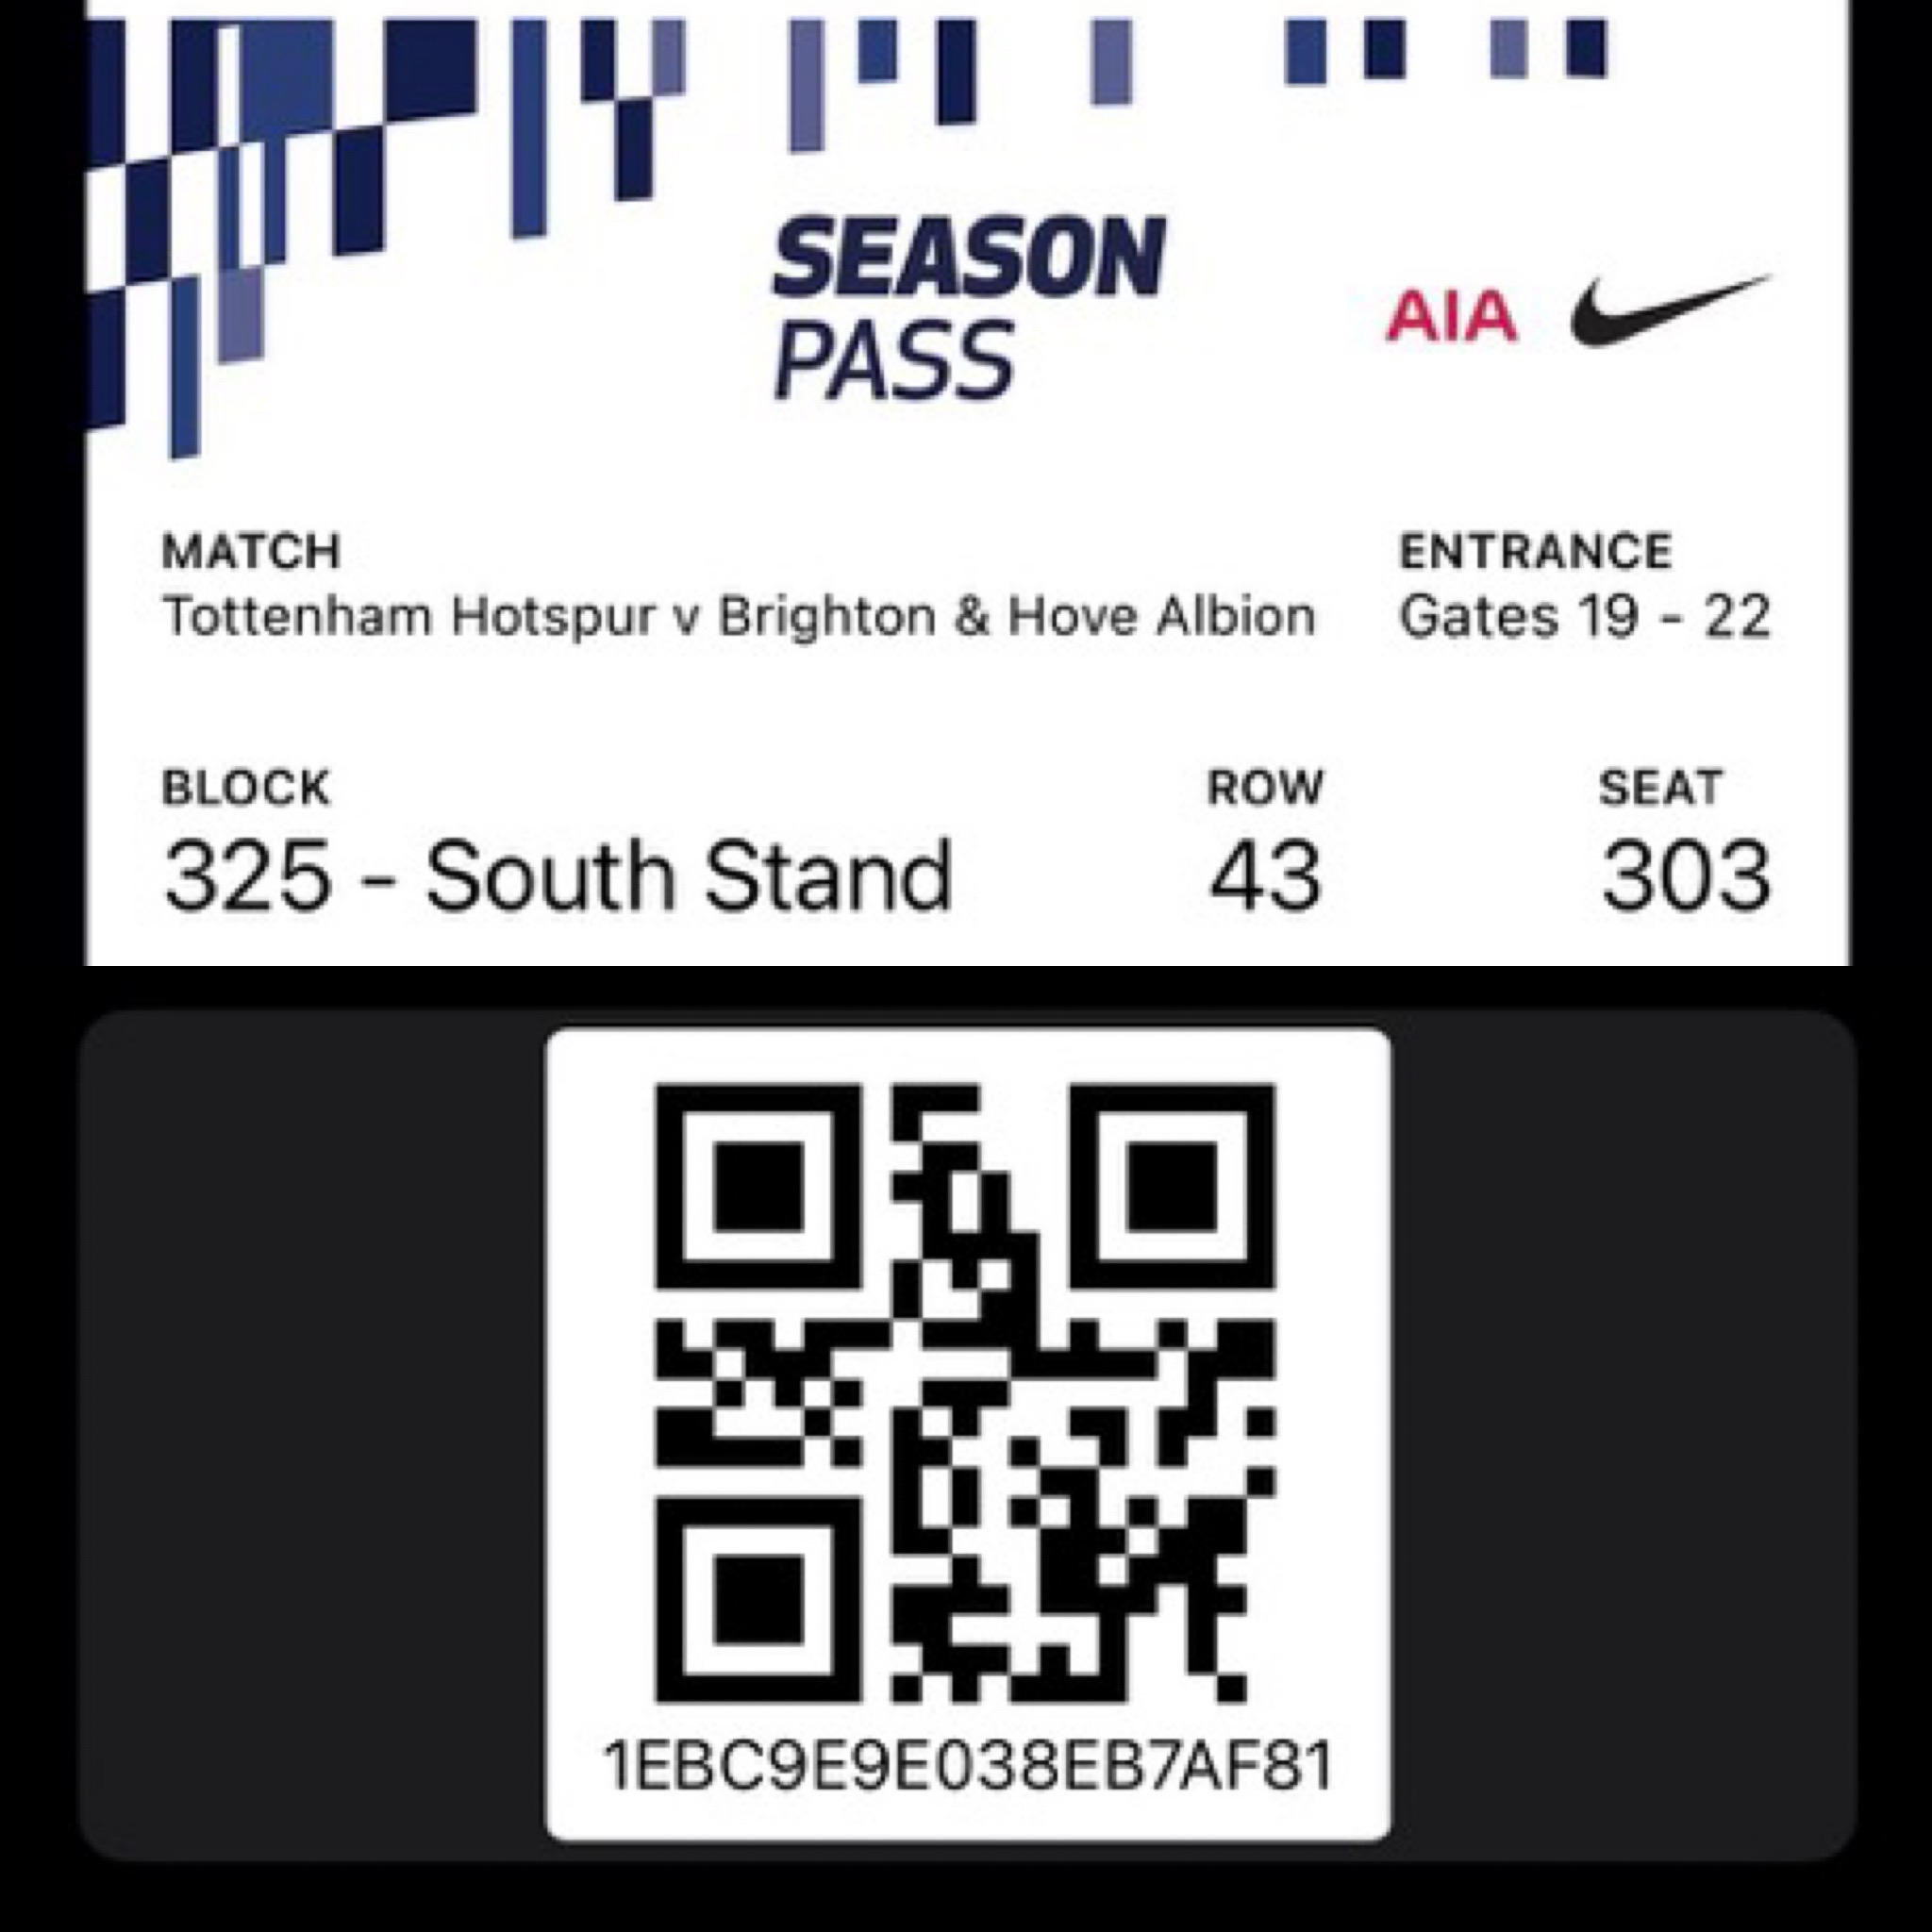 SEASON
PASS
AIA
MATCH
Tottenham Hotspur v Brighton & Hove Albion
ENTRANCE
Gates 19 - 22
BLOCK
325 - South Stand
ROW
43
SEAT
303
1EBC9E9E038EB7AF81